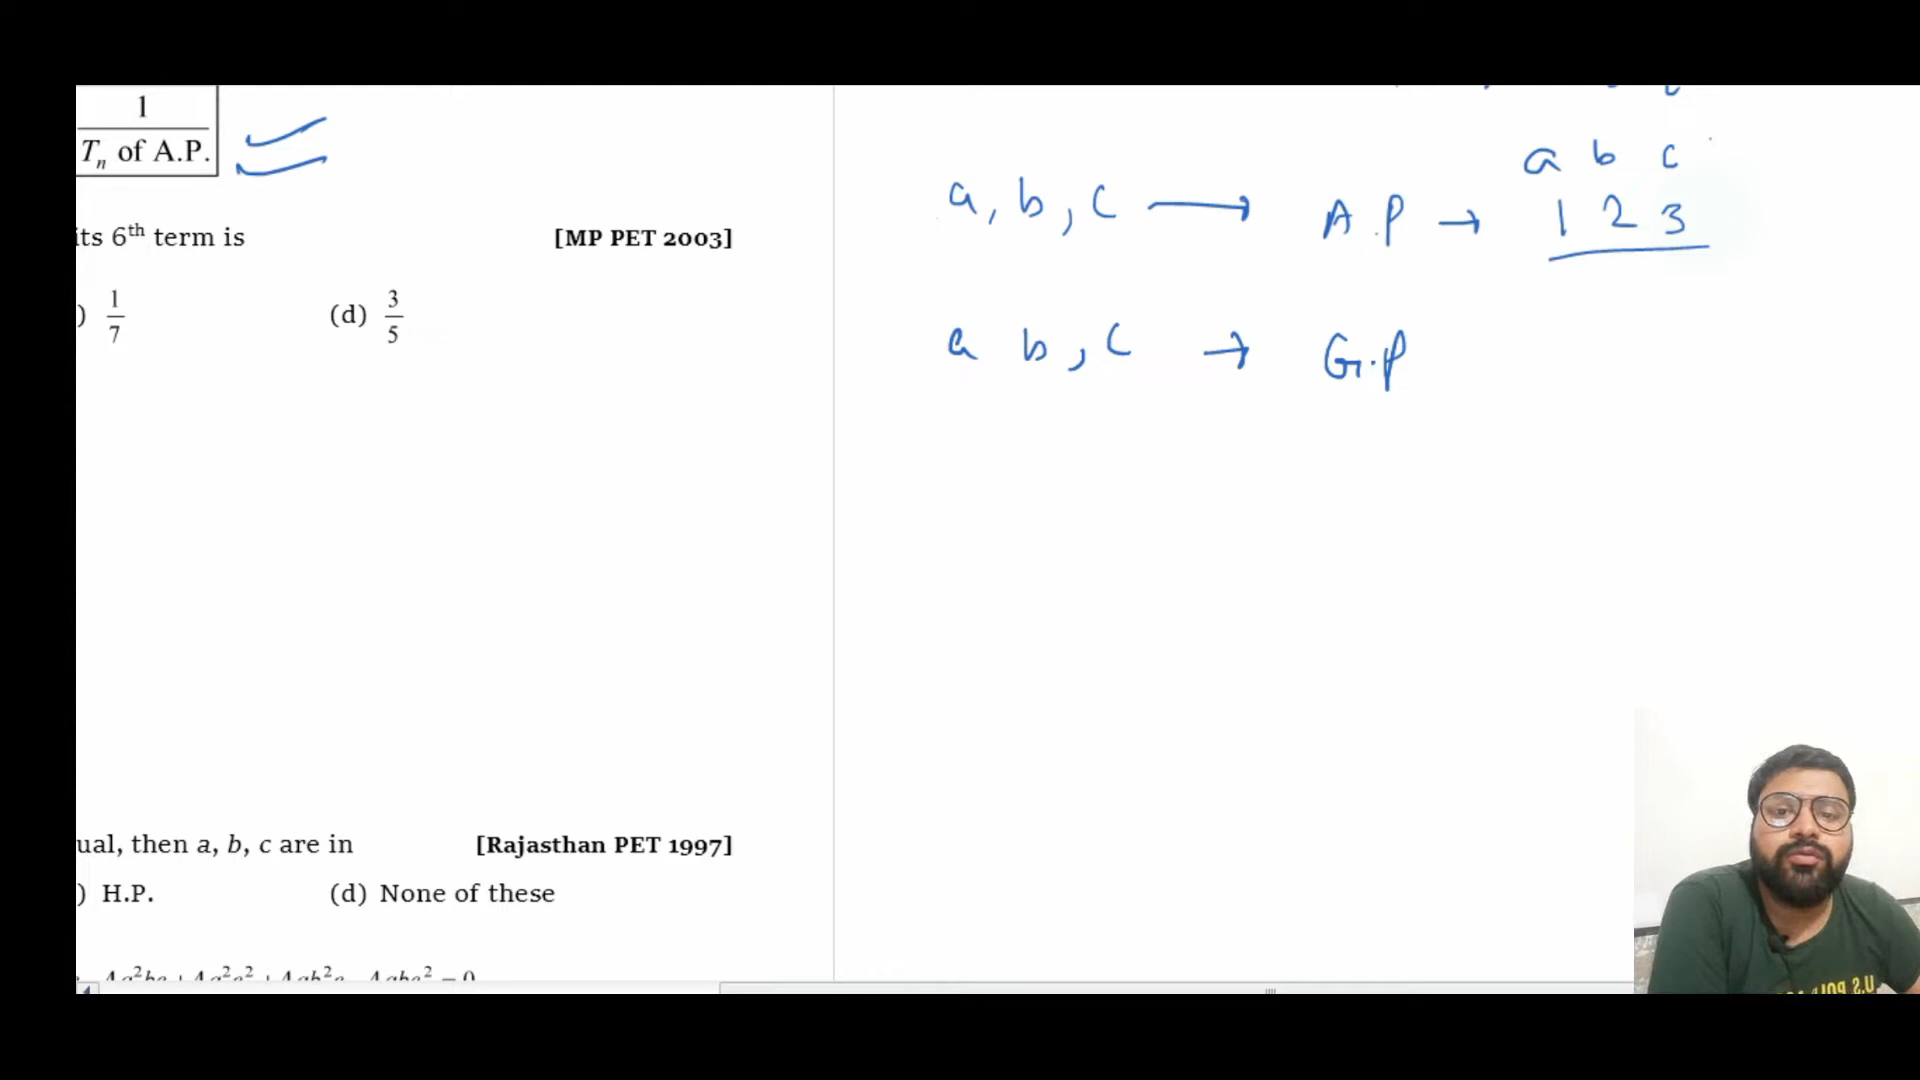 1
Tn of A.P.
its 6th term is [MP PET 2003]
) 1/7 (d) 3/5
ual, then a, b, c are in [Rajasthan PET 1997]
) H.P. (d) None of these
a b c
a, b, c → A.P → 1 2 3
a b, c → G.P
U.S